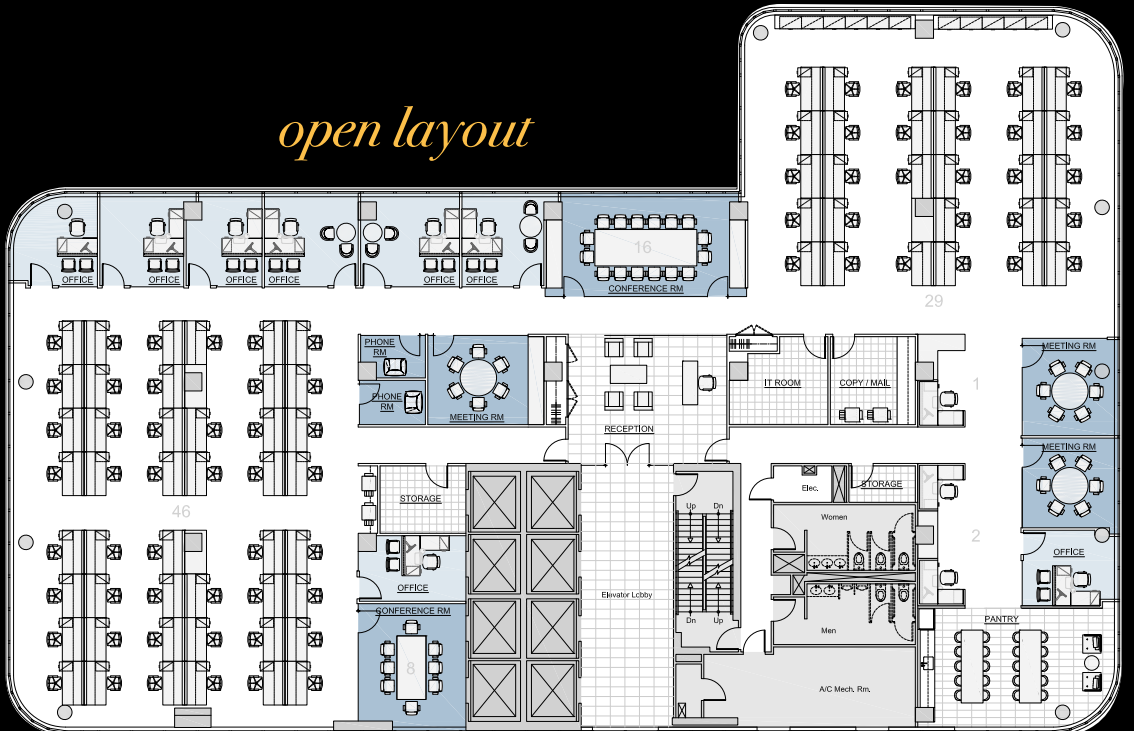 open layout
OFFICE
OFFICE
OFFICE
OFFICE
OFFICE
OFFICE
16
CONFERENCE RM
29
PHONE
RM
PHONE
RM
MEETING RM
RECEPTION
IT ROOM
COPY / MAIL
1
MEETING RM
MEETING RM
STORAGE
46
Elec.
STORAGE
Up
Dn
Women
2
OFFICE
OFFICE
Elevator Lobby
CONFERENCE RM
8
Dn
Up
Men
PANTRY
A/C Mech. Rm.